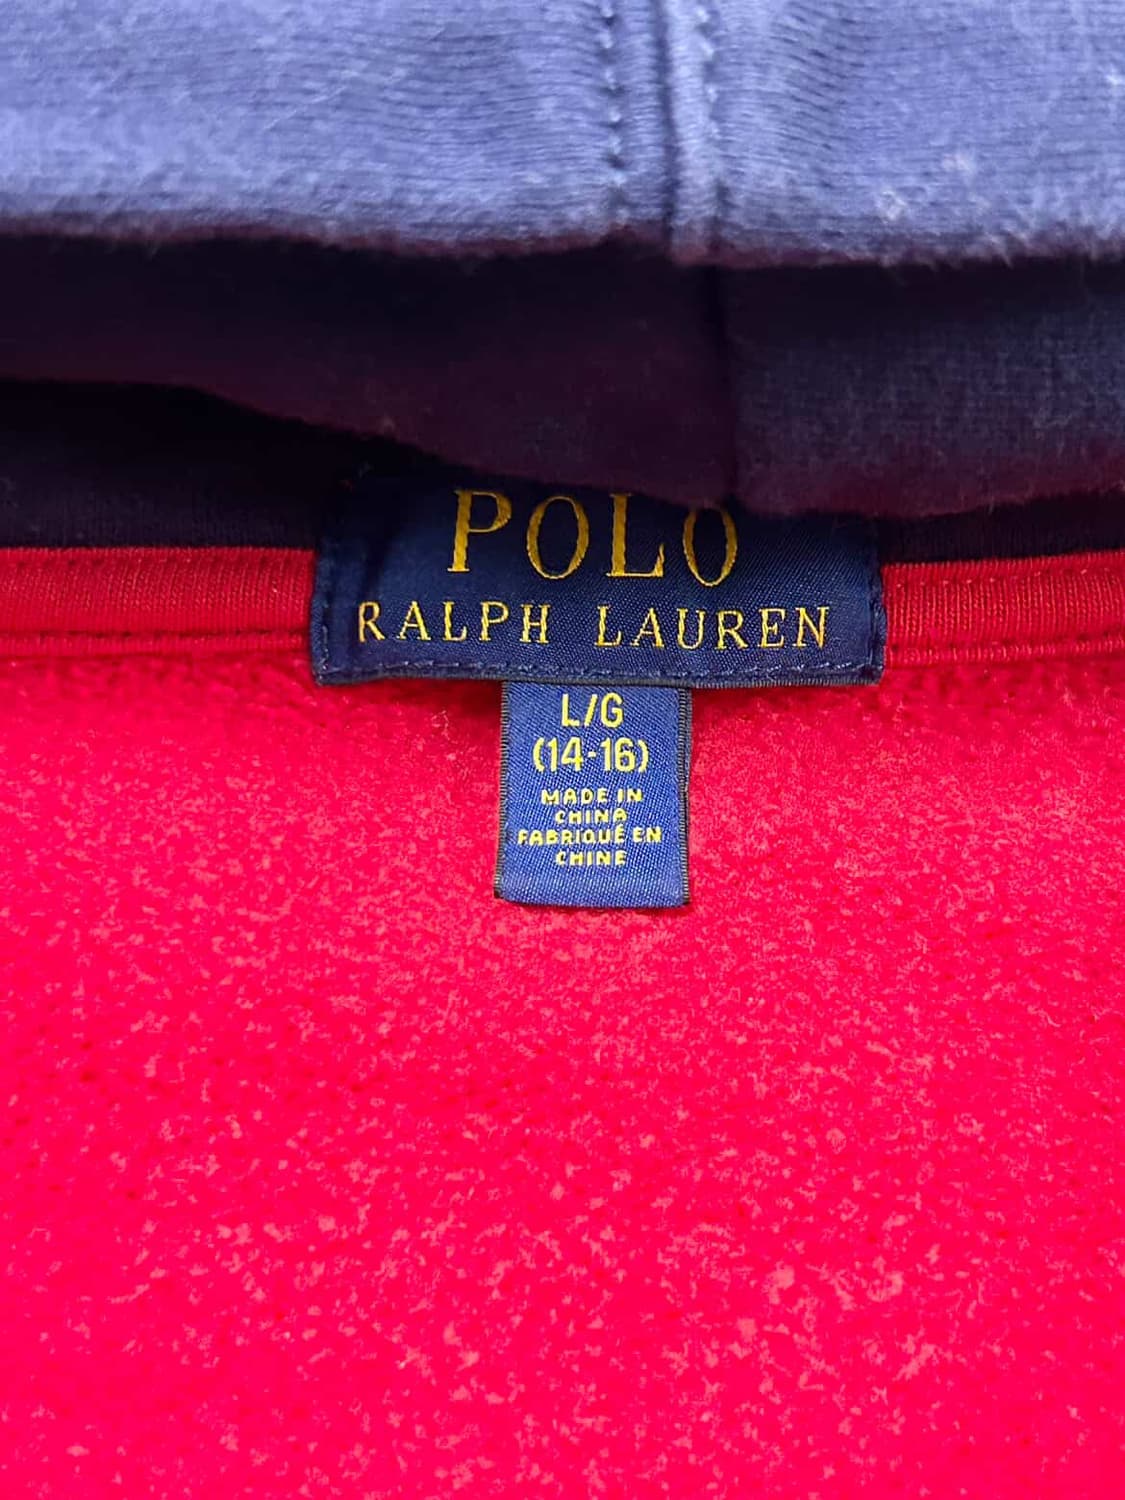 POLO
RALPH LAUREN
L/G
(14-16)
MADE IN
CHINA
FABRIQUÉ EN
CHINE